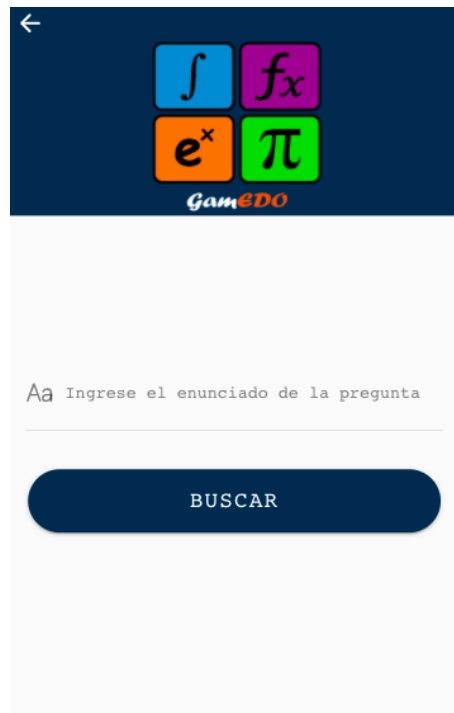 ∫ fx
eˣ π
GamEDO
Aa Ingrese el enunciado de la pregunta
BUSCAR